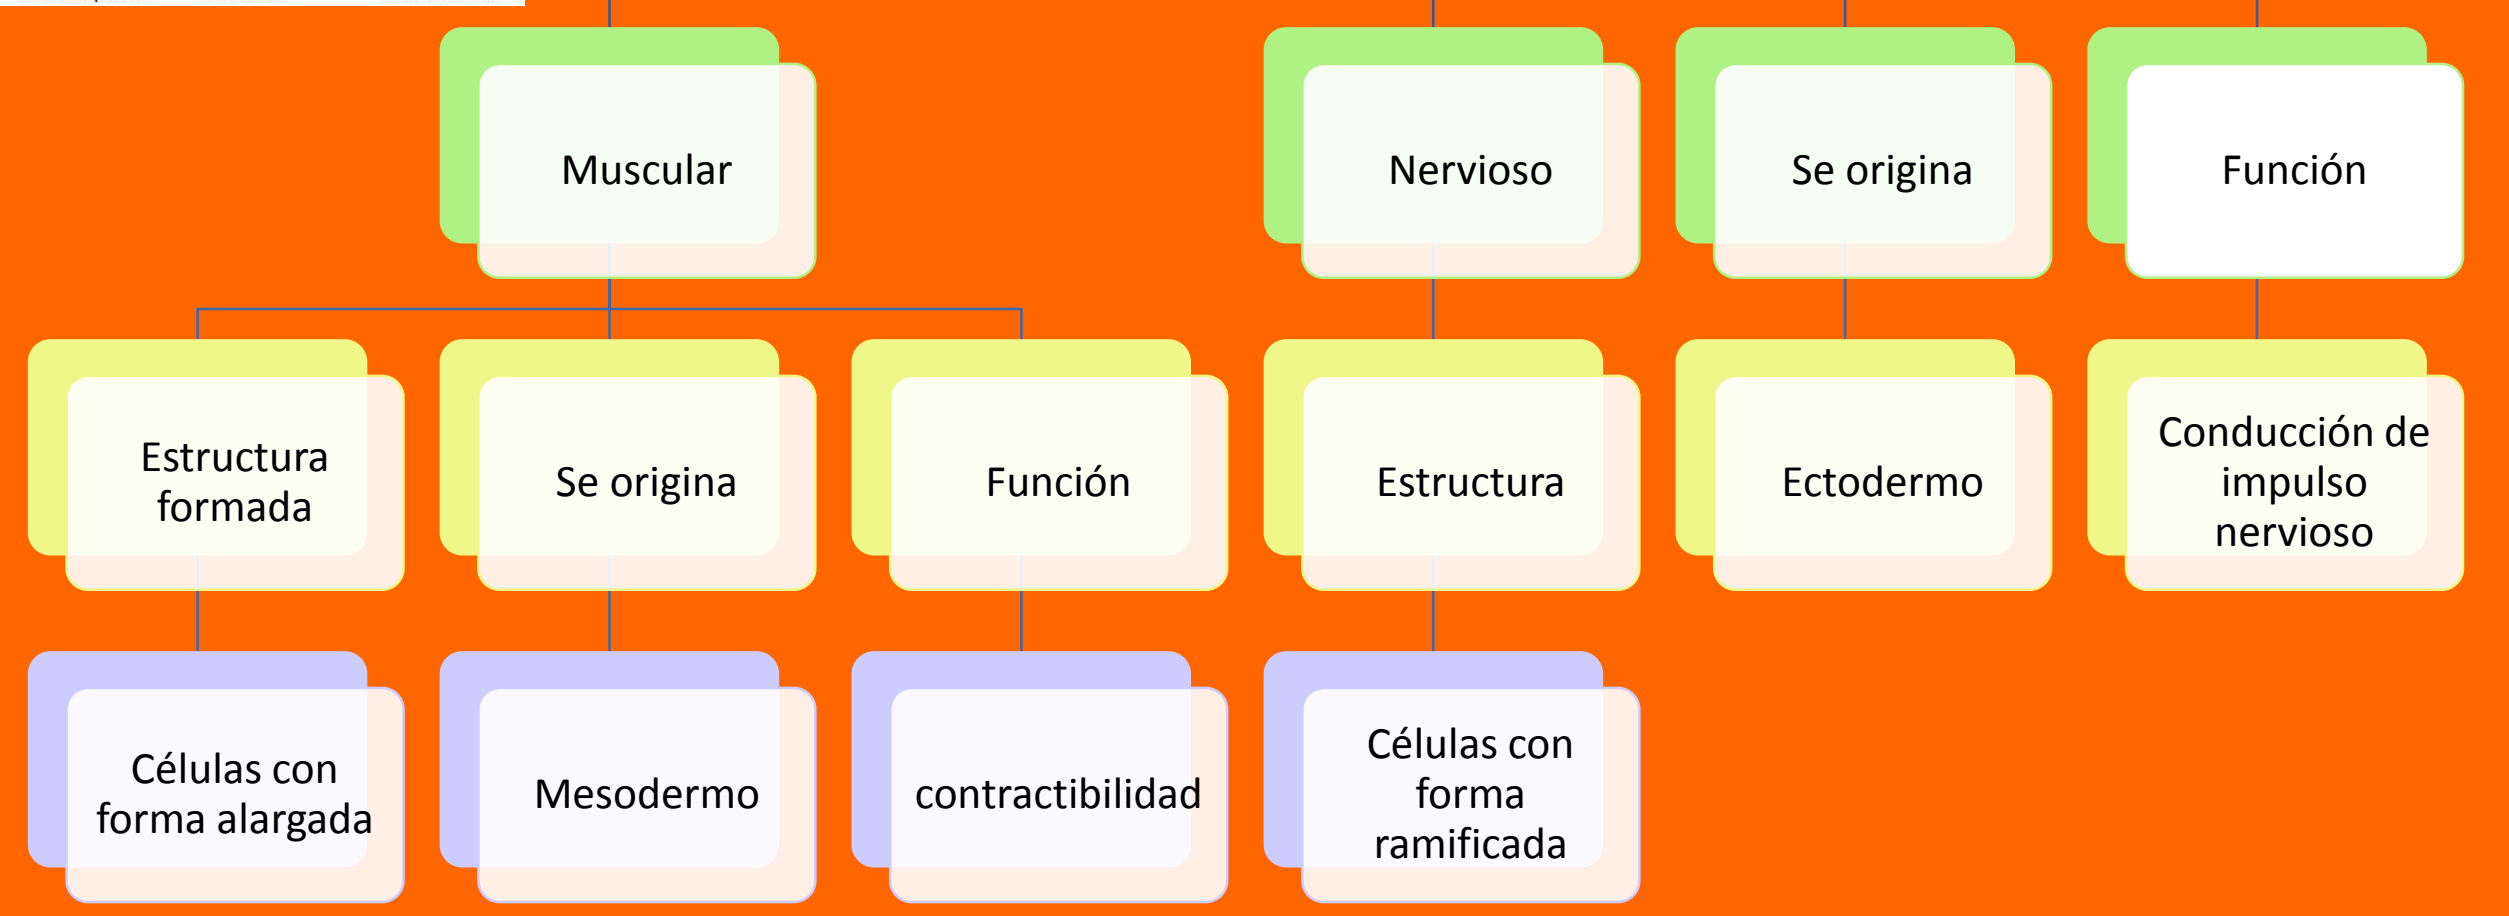 Muscular
Nervioso
Se origina
Función
Estructura
formada
Se origina
Función
Estructura
Ectodermo
Conducción de
impulso
nervioso
Células con
forma alargada
Mesodermo
contractibilidad
Células con
forma
ramificada